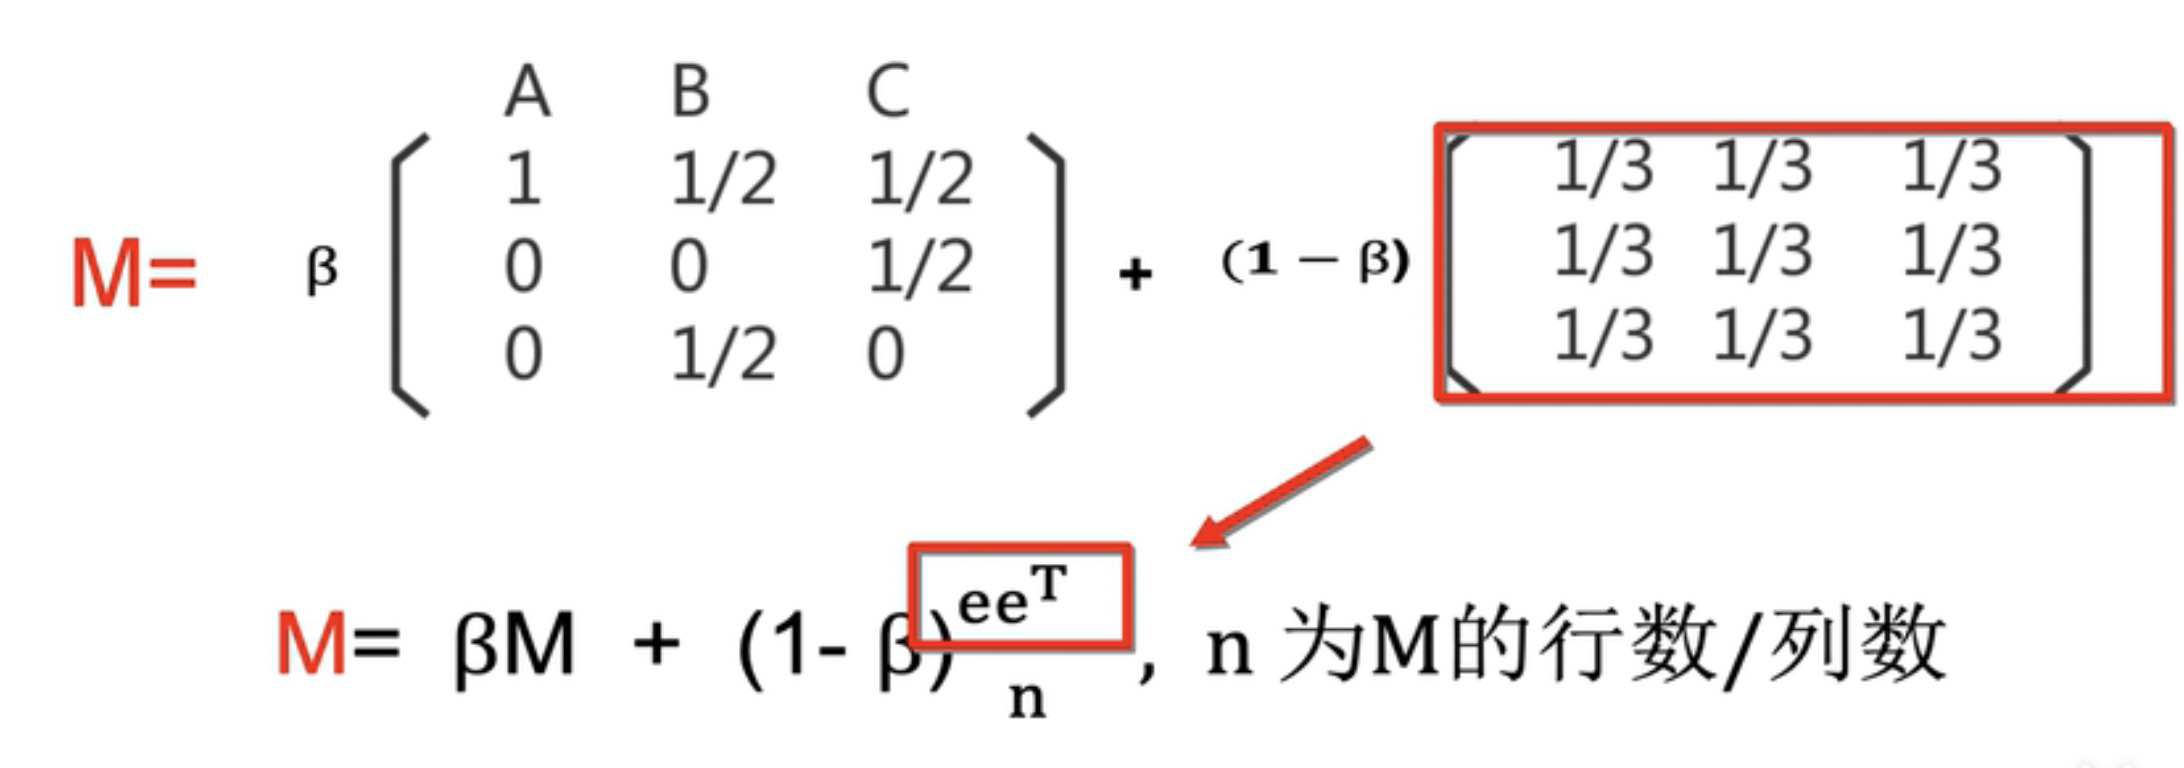 A B C
1 1/2 1/2 1/3 1/3 1/3
M= β 0 0 1/2 + (1 − β) 1/3 1/3 1/3
0 1/2 0 1/3 1/3 1/3
M= βM + (1- β) eeᵀ/n , n 为M的行数/列数